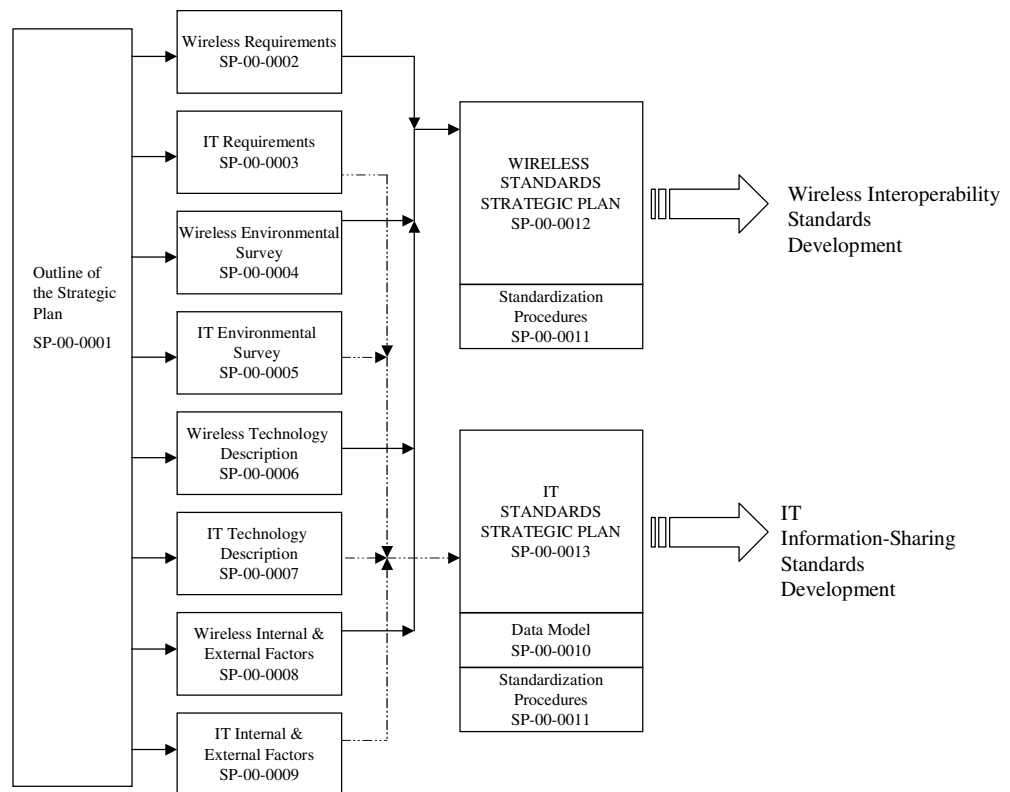 Outline of
the Strategic
Plan
SP-00-0001
Wireless Requirements
SP-00-0002
IT Requirements
SP-00-0003
Wireless Environmental
Survey
SP-00-0004
IT Environmental
Survey
SP-00-0005
Wireless Technology
Description
SP-00-0006
IT Technology
Description
SP-00-0007
Wireless Internal &
External Factors
SP-00-0008
IT Internal &
External Factors
SP-00-0009
WIRELESS
STANDARDS
STRATEGIC PLAN
SP-00-0012
Standardization
Procedures
SP-00-0011
IT
STANDARDS
STRATEGIC PLAN
SP-00-0013
Data Model
SP-00-0010
Standardization
Procedures
SP-00-0011
Wireless Interoperability
Standards
Development
IT
Information-Sharing
Standards
Development